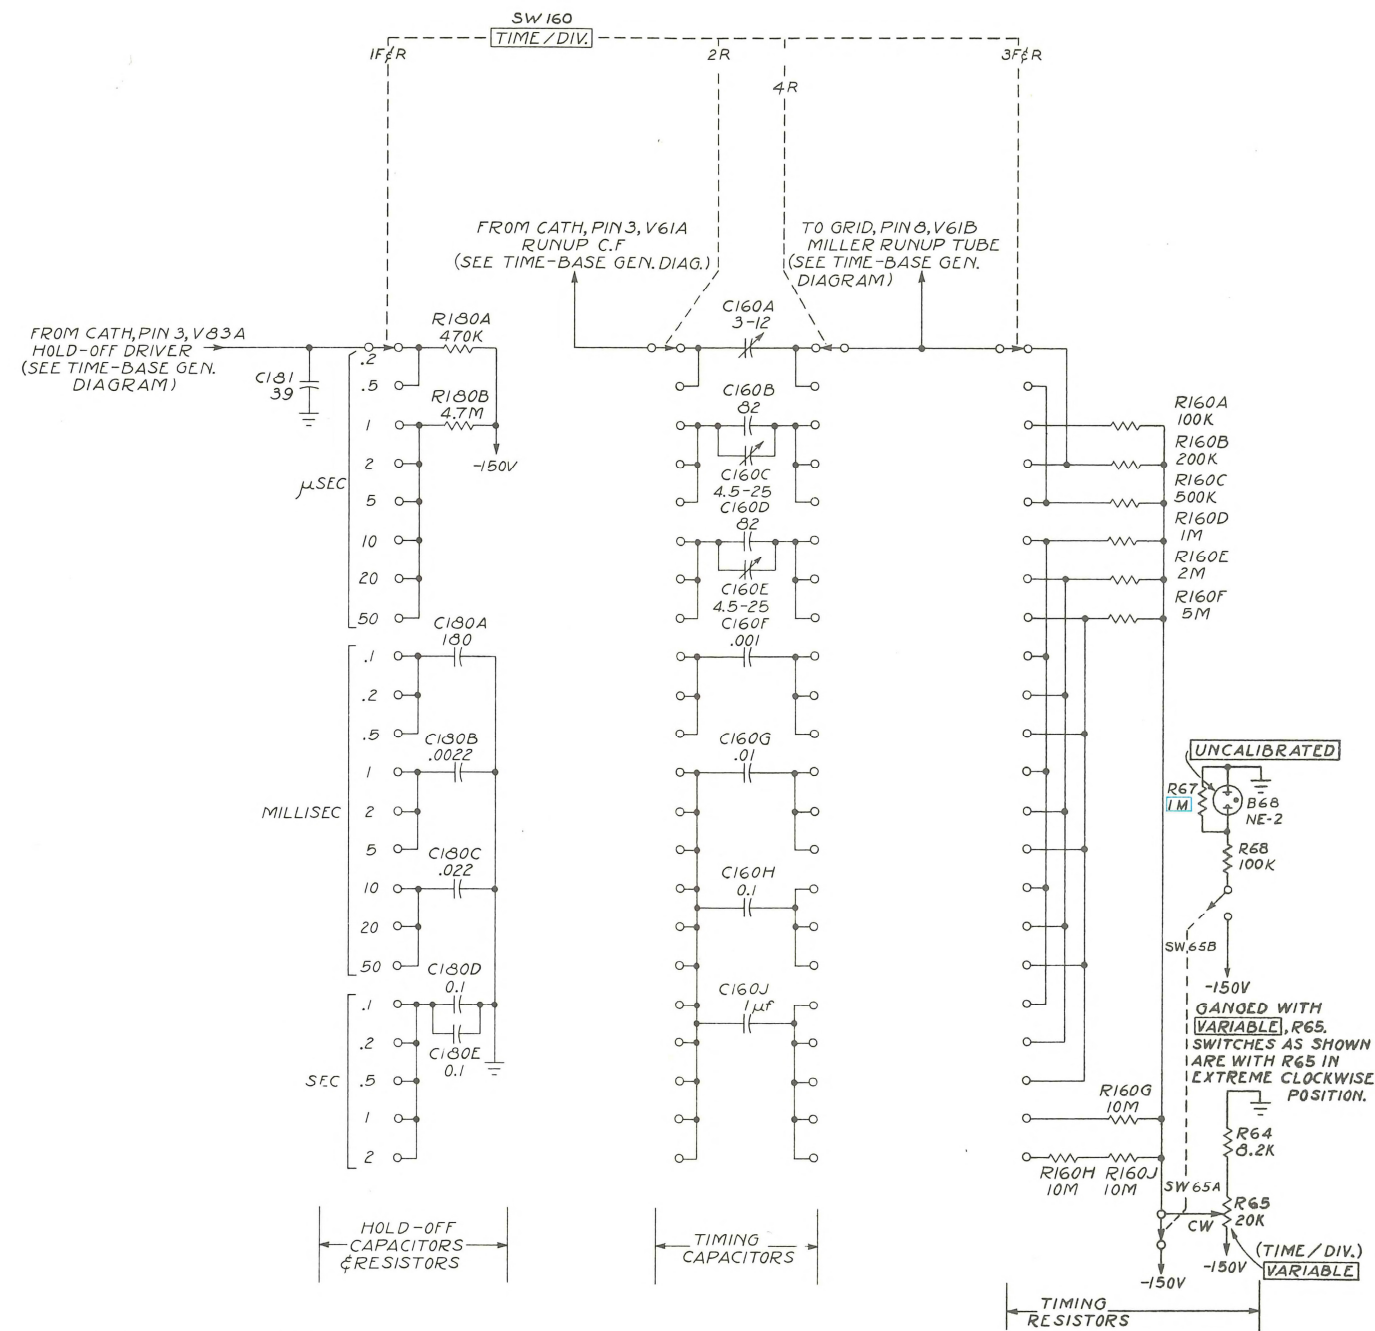 SW 160
TIME/DIV.
1F&R
2R
4R
3F&R
FROM CATH, PIN 3, V61A
RUNUP C.F
(SEE TIME-BASE GEN. DIAG.)
TO GRID, PIN 8, V61B
MILLER RUNUP TUBE
(SEE TIME-BASE GEN.
DIAGRAM)
FROM CATH, PIN 3, V83A
HOLD-OFF DRIVER
(SEE TIME-BASE GEN.
DIAGRAM)
C181
39
R180A
470K
R180B
4.7M
-150V
μSEC
.2
.5
1
2
5
10
20
50
MILLISEC
.1
.2
.5
1
2
5
10
20
50
SEC
.1
.2
.5
1
2
C180A
180
C180B
.0022
C180C
.022
C180D
0.1
C180E
0.1
C160A
3-12
C160B
82
C160C
4.5-25
C160D
82
C160E
4.5-25
C160F
.001
C160G
.01
C160H
0.1
C160J
1 μf
R160A
100K
R160B
200K
R160C
500K
R160D
1M
R160E
2M
R160F
5M
UNCALIBRATED
R67
1M
B68
NE-2
R68
100K
SW65B
-150V
GANGED WITH
VARIABLE, R65.
SWITCHES AS SHOWN
ARE WITH R65 IN
EXTREME CLOCKWISE
POSITION.
R160G
10M
R160H
10M
R160J
10M
R64
8.2K
SW65A
CW
R65
20K
-150V
-150V
(TIME/DIV.)
VARIABLE
HOLD-OFF
CAPACITORS
&RESISTORS
TIMING
CAPACITORS
TIMING
RESISTORS